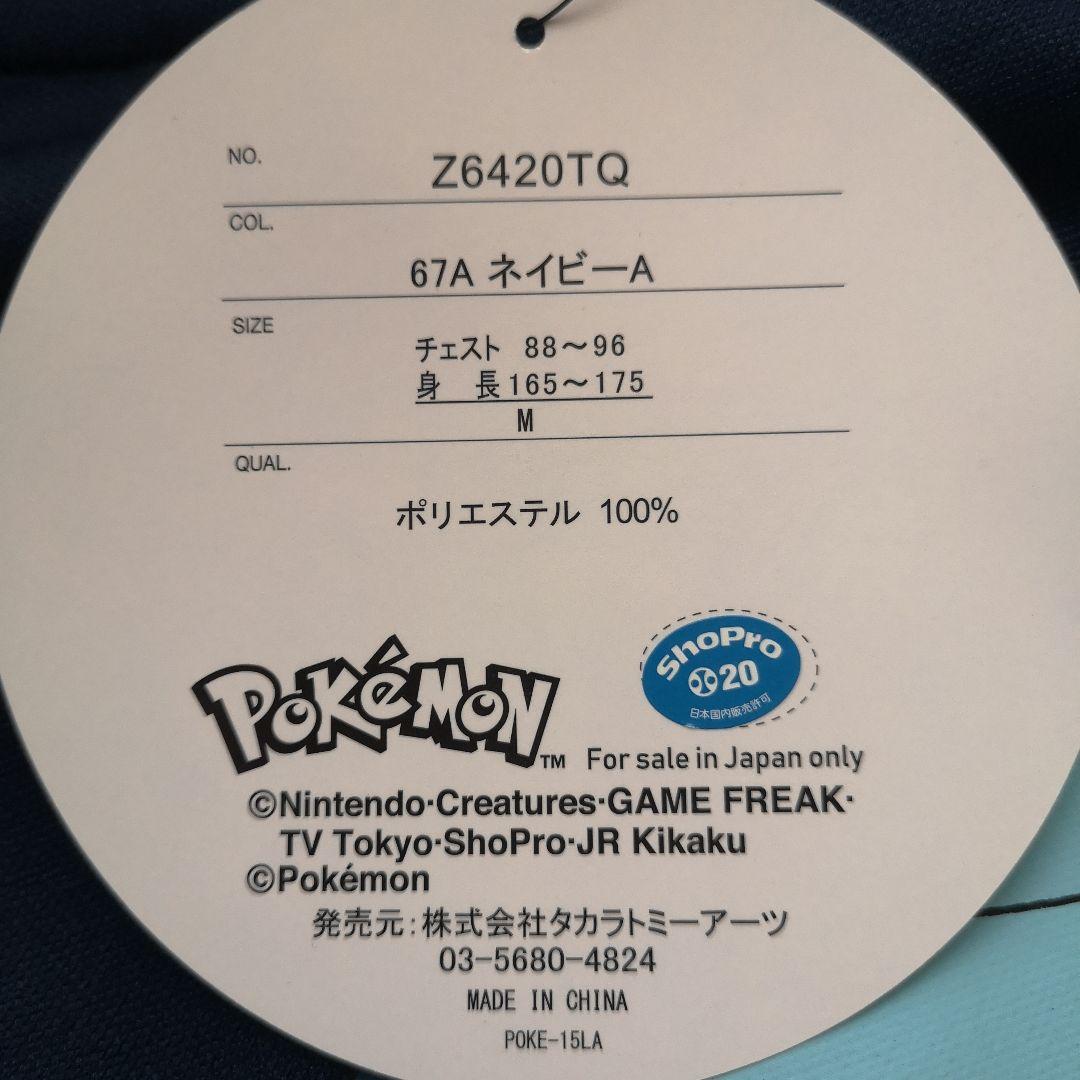 NO.
Z6420TQ
COL.
67A ネイビーA
SIZE
チェスト 88～96
身 長165～175
M
QUAL.
ポリエステル 100%
ShoPro
20
日本国内販売許可
POKéMON™ For sale in Japan only
©Nintendo·Creatures·GAME FREAK·
TV Tokyo·ShoPro·JR Kikaku
©Pokémon
発売元:株式会社タカラトミーアーツ
03-5680-4824
MADE IN CHINA
POKE-15LA